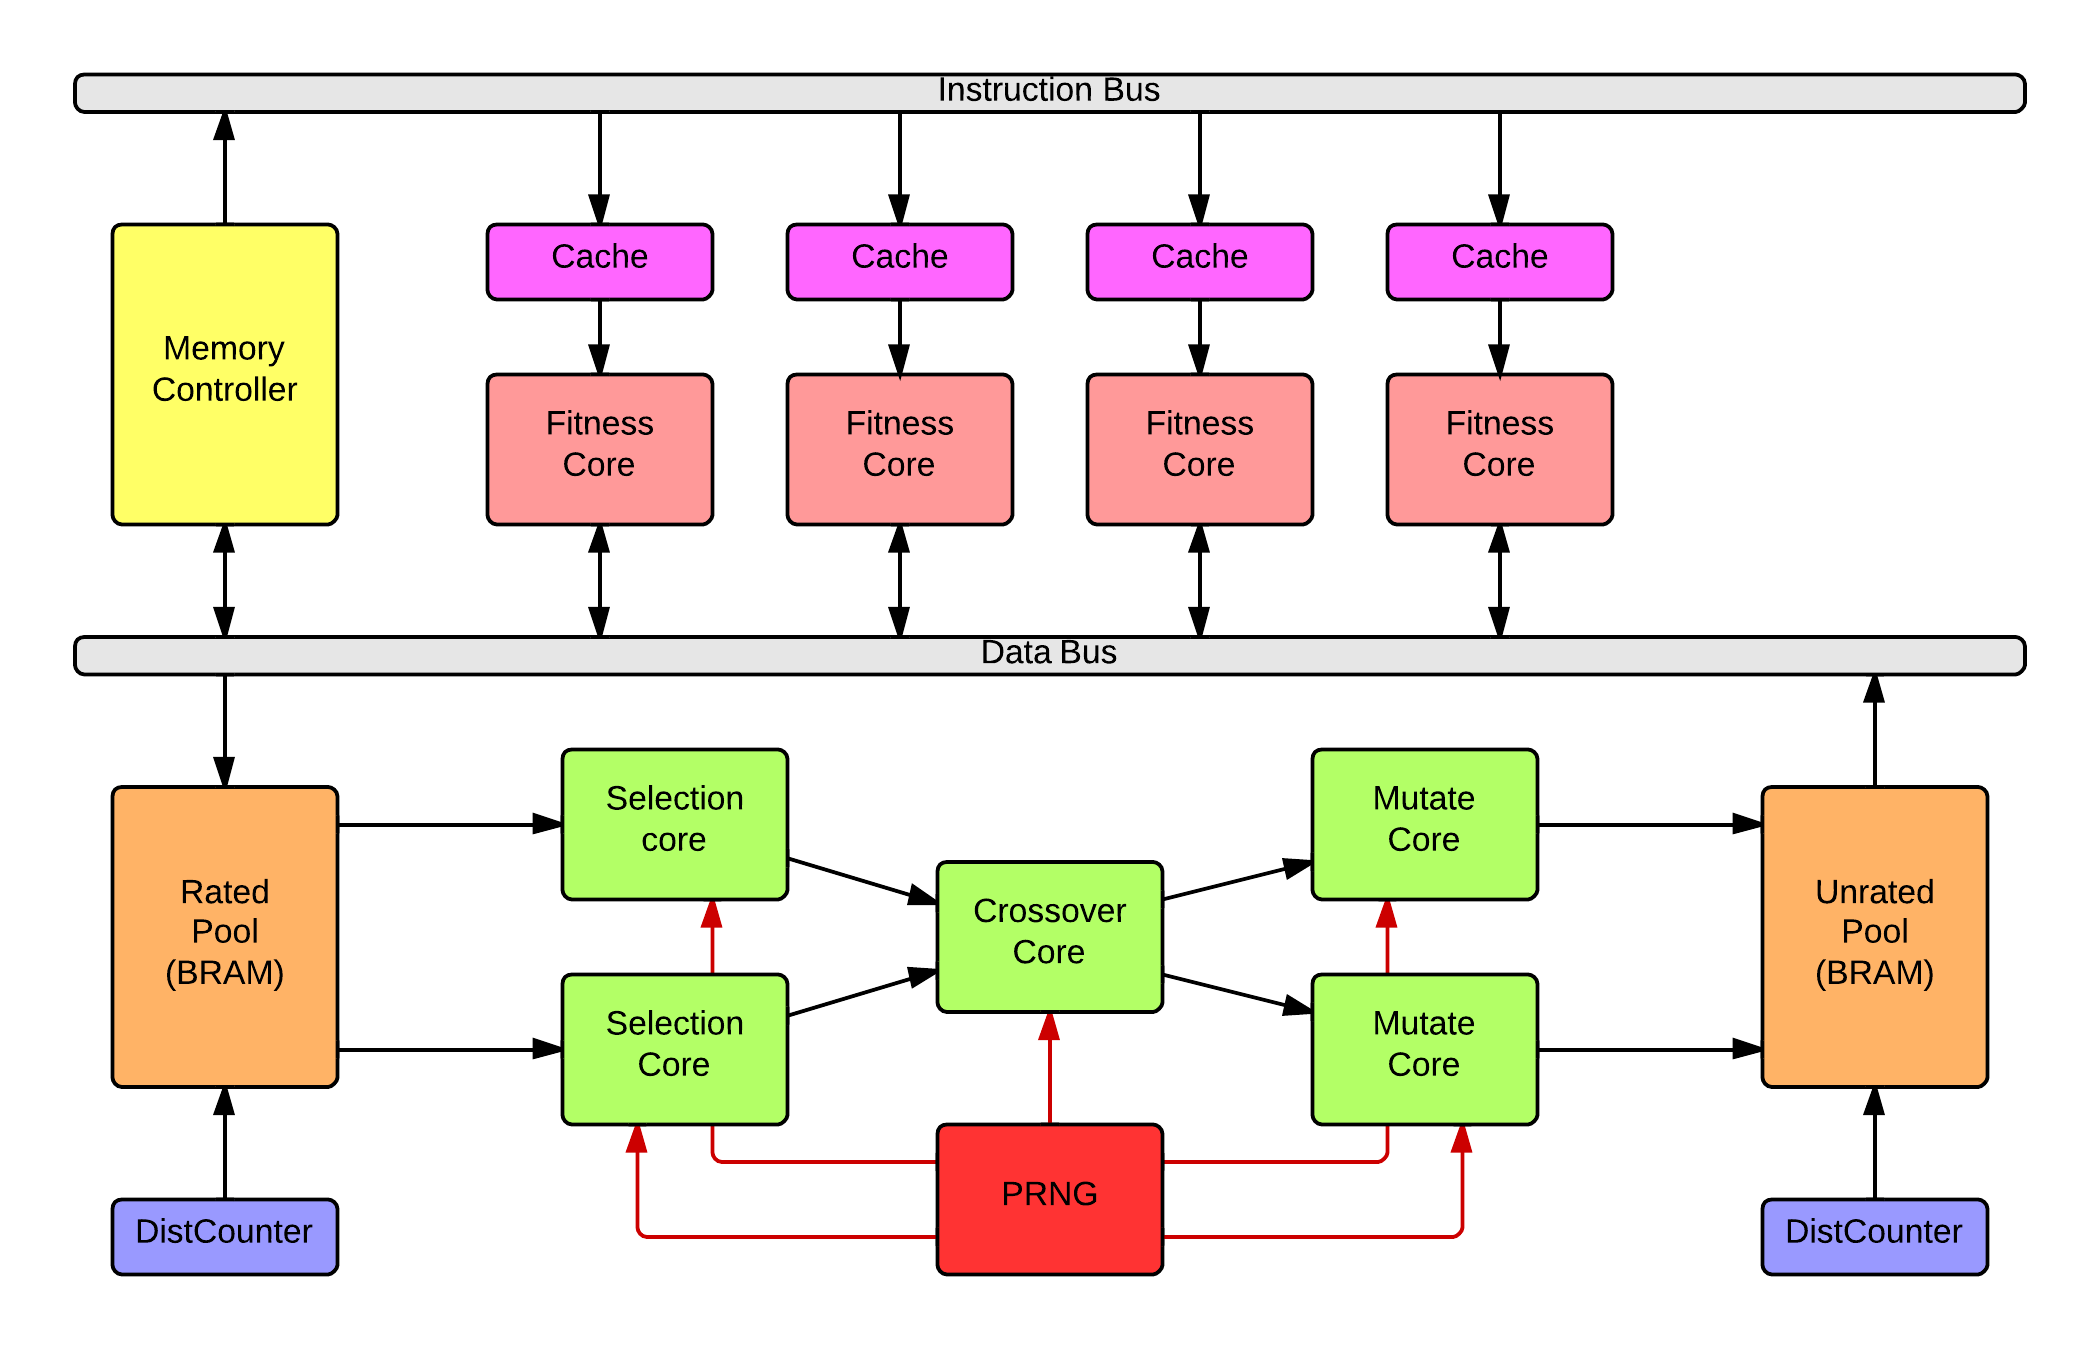 Instruction Bus
Cache
Cache
Cache
Cache
Memory
Controller
Fitness
Core
Fitness
Core
Fitness
Core
Fitness
Core
Data Bus
Rated
Pool
(BRAM)
Selection
core
Selection
Core
Crossover
Core
Mutate
Core
Mutate
Core
Unrated
Pool
(BRAM)
DistCounter
PRNG
DistCounter